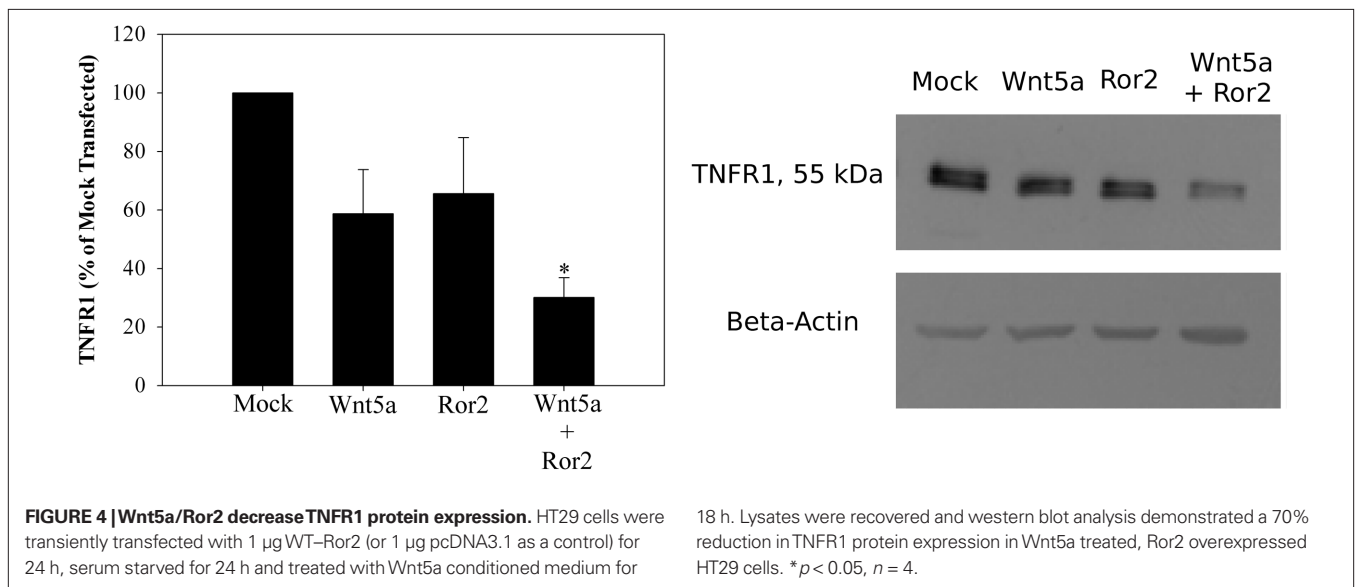 120
100
80
60
40
20
0
TNFR1 (% of Mock Transfected)
*
Mock
Wnt5a
Ror2
Wnt5a
+
Ror2
Mock Wnt5a Ror2 Wnt5a
+ Ror2
TNFR1, 55 kDa
Beta-Actin
FIGURE 4 | Wnt5a/Ror2 decrease TNFR1 protein expression. HT29 cells were
transiently transfected with 1 μg WT–Ror2 (or 1 μg pcDNA3.1 as a control) for
24 h, serum starved for 24 h and treated with Wnt5a conditioned medium for
18 h. Lysates were recovered and western blot analysis demonstrated a 70%
reduction in TNFR1 protein expression in Wnt5a treated, Ror2 overexpressed
HT29 cells. *p < 0.05, n = 4.